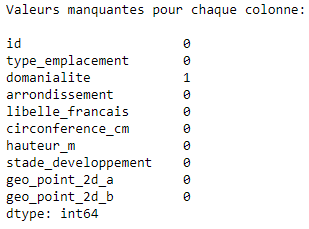 Valeurs manquantes pour chaque colonne:
id 0
type_emplacement 0
domanialite 1
arrondissement 0
libelle_francais 0
circonference_cm 0
hauteur_m 0
stade_developpement 0
geo_point_2d_a 0
geo_point_2d_b 0
dtype: int64